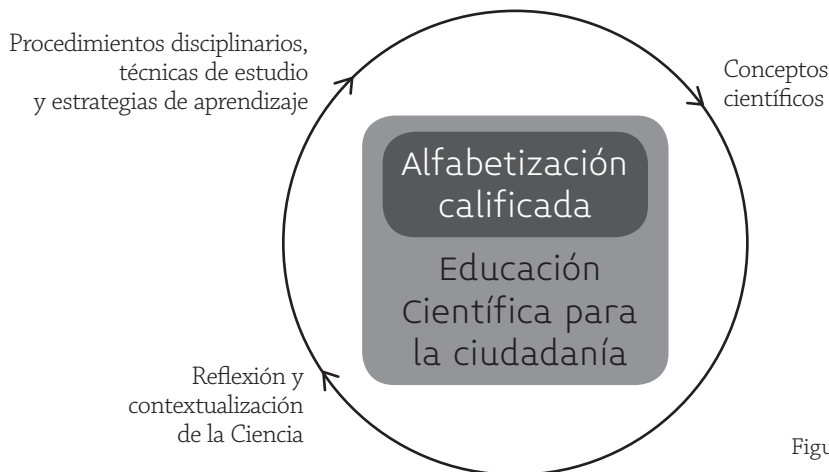 Procedimientos disciplinarios,
técnicas de estudio
y estrategias de aprendizaje
Conceptos
científicos
Alfabetización
calificada
Educación
Científica para
la ciudadanía
Reflexión y
contextualización
de la Ciencia